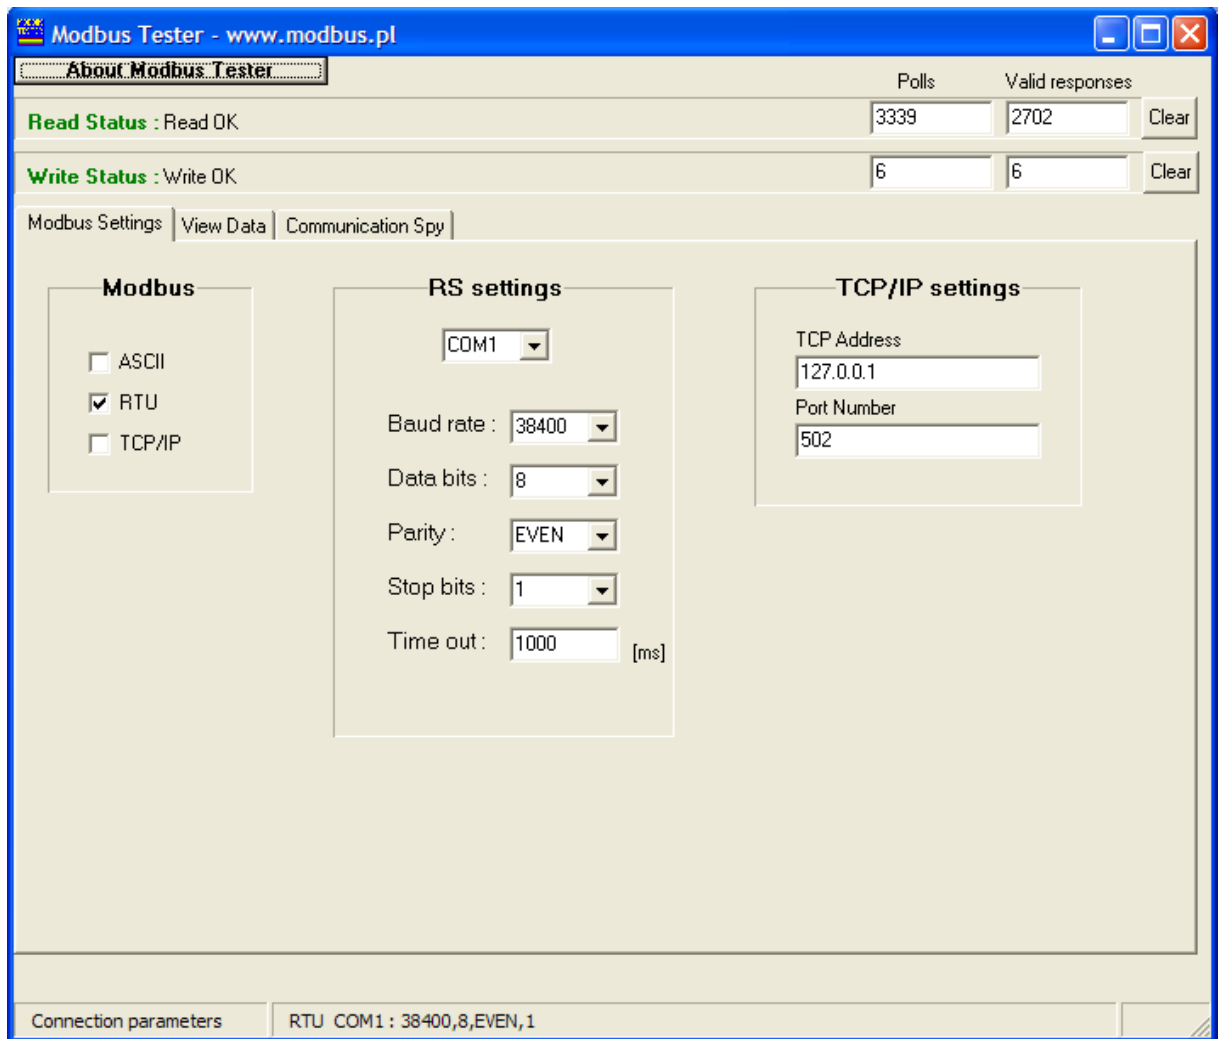 Modbus Tester - www.modbus.pl
About Modbus Tester
Polls Valid responses
Read Status : Read OK 3339 2702 Clear
Write Status : Write OK 6 6 Clear
Modbus Settings View Data Communication Spy
Modbus
ASCII
RTU
TCP/IP
RS settings
COM1
Baud rate : 38400
Data bits : 8
Parity : EVEN
Stop bits : 1
Time out : 1000 [ms]
TCP/IP settings
TCP Address
127.0.0.1
Port Number
502
Connection parameters RTU COM1 : 38400,8,EVEN,1